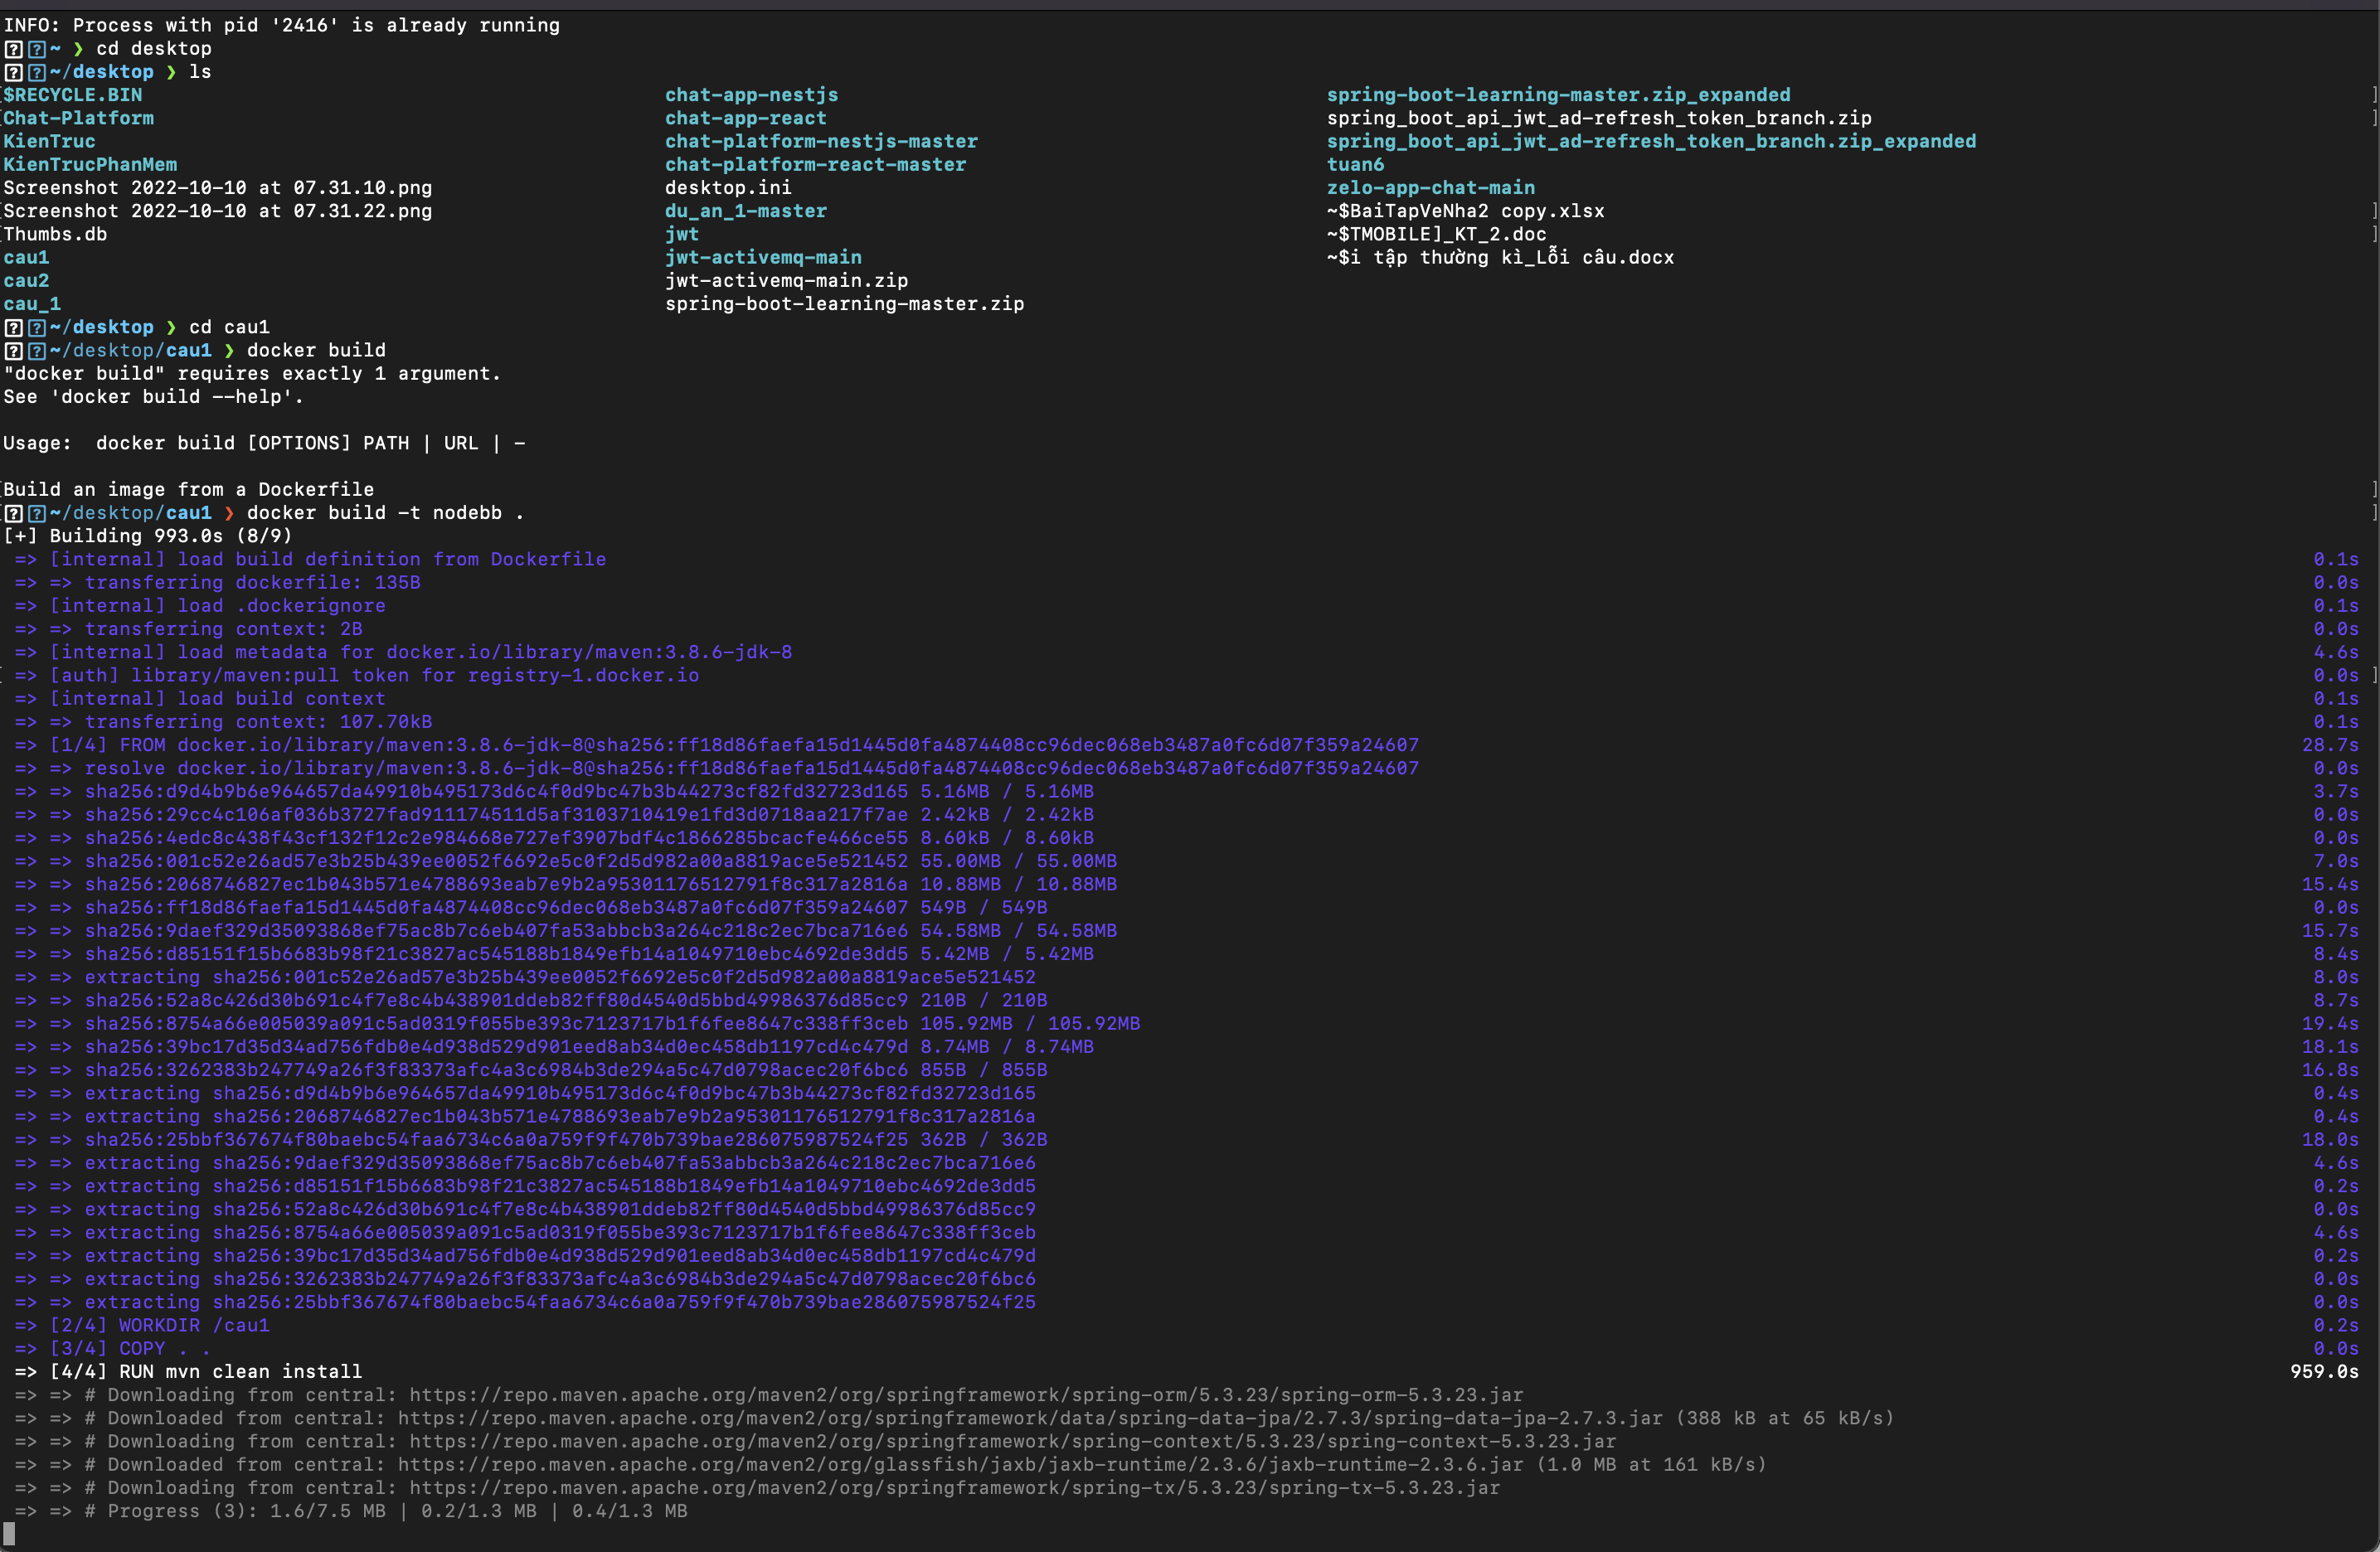 INFO: Process with pid '2416' is already running
~ ❯ cd desktop
~/desktop ❯ ls
$RECYCLE.BIN chat-app-nestjs spring-boot-learning-master.zip_expanded
Chat-Platform chat-app-react spring_boot_api_jwt_ad-refresh_token_branch.zip
KienTruc chat-platform-nestjs-master spring_boot_api_jwt_ad-refresh_token_branch.zip_expanded
KienTrucPhanMem chat-platform-react-master tuan6
Screenshot 2022-10-10 at 07.31.10.png desktop.ini zelo-app-chat-main
Screenshot 2022-10-10 at 07.31.22.png du_an_1-master ~$BaiTapVeNha2 copy.xlsx
Thumbs.db jwt ~$TMOBILE]_KT_2.doc
cau1 jwt-activemq-main ~$i tập thường kì_Lỗi câu.docx
cau2 jwt-activemq-main.zip
cau_1 spring-boot-learning-master.zip
~/desktop ❯ cd cau1
~/desktop/cau1 ❯ docker build
"docker build" requires exactly 1 argument.
See 'docker build --help'.
Usage:  docker build [OPTIONS] PATH | URL | -
Build an image from a Dockerfile
~/desktop/cau1 ❯ docker build -t nodebb .
[+] Building 993.0s (8/9)
=> [internal] load build definition from Dockerfile 0.1s
=> => transferring dockerfile: 135B 0.0s
=> [internal] load .dockerignore 0.1s
=> => transferring context: 2B 0.0s
=> [internal] load metadata for docker.io/library/maven:3.8.6-jdk-8 4.6s
=> [auth] library/maven:pull token for registry-1.docker.io 0.0s
=> [internal] load build context 0.1s
=> => transferring context: 107.70kB 0.1s
=> [1/4] FROM docker.io/library/maven:3.8.6-jdk-8@sha256:ff18d86faefa15d1445d0fa4874408cc96dec068eb3487a0fc6d07f359a24607 28.7s
=> => resolve docker.io/library/maven:3.8.6-jdk-8@sha256:ff18d86faefa15d1445d0fa4874408cc96dec068eb3487a0fc6d07f359a24607 0.0s
=> => sha256:d9d4b9b6e964657da49910b495173d6c4f0d9bc47b3b44273cf82fd32723d165 5.16MB / 5.16MB 3.7s
=> => sha256:29cc4c106af036b3727fad911174511d5af3103710419e1fd3d0718aa217f7ae 2.42kB / 2.42kB 0.0s
=> => sha256:4edc8c438f43cf132f12c2e984668e727ef3907bdf4c1866285bcacfe466ce55 8.60kB / 8.60kB 0.0s
=> => sha256:001c52e26ad57e3b25b439ee0052f6692e5c0f2d5d982a00a8819ace5e521452 55.00MB / 55.00MB 7.0s
=> => sha256:2068746827ec1b043b571e4788693eab7e9b2a95301176512791f8c317a2816a 10.88MB / 10.88MB 15.4s
=> => sha256:ff18d86faefa15d1445d0fa4874408cc96dec068eb3487a0fc6d07f359a24607 549B / 549B 0.0s
=> => sha256:9daef329d35093868ef75ac8b7c6eb407fa53abbcb3a264c218c2ec7bca716e6 54.58MB / 54.58MB 15.7s
=> => sha256:d85151f15b6683b98f21c3827ac545188b1849efb14a1049710ebc4692de3dd5 5.42MB / 5.42MB 8.4s
=> => extracting sha256:001c52e26ad57e3b25b439ee0052f6692e5c0f2d5d982a00a8819ace5e521452 8.0s
=> => sha256:52a8c426d30b691c4f7e8c4b438901ddeb82ff80d4540d5bbd49986376d85cc9 210B / 210B 8.7s
=> => sha256:8754a66e005039a091c5ad0319f055be393c7123717b1f6fee8647c338ff3ceb 105.92MB / 105.92MB 19.4s
=> => sha256:39bc17d35d34ad756fdb0e4d938d529d901eed8ab34d0ec458db1197cd4c479d 8.74MB / 8.74MB 18.1s
=> => sha256:3262383b247749a26f3f83373afc4a3c6984b3de294a5c47d0798acec20f6bc6 855B / 855B 16.8s
=> => extracting sha256:d9d4b9b6e964657da49910b495173d6c4f0d9bc47b3b44273cf82fd32723d165 0.4s
=> => extracting sha256:2068746827ec1b043b571e4788693eab7e9b2a95301176512791f8c317a2816a 0.4s
=> => sha256:25bbf367674f80baebc54faa6734c6a0a759f9f470b739bae286075987524f25 362B / 362B 18.0s
=> => extracting sha256:9daef329d35093868ef75ac8b7c6eb407fa53abbcb3a264c218c2ec7bca716e6 4.6s
=> => extracting sha256:d85151f15b6683b98f21c3827ac545188b1849efb14a1049710ebc4692de3dd5 0.2s
=> => extracting sha256:52a8c426d30b691c4f7e8c4b438901ddeb82ff80d4540d5bbd49986376d85cc9 0.0s
=> => extracting sha256:8754a66e005039a091c5ad0319f055be393c7123717b1f6fee8647c338ff3ceb 4.6s
=> => extracting sha256:39bc17d35d34ad756fdb0e4d938d529d901eed8ab34d0ec458db1197cd4c479d 0.2s
=> => extracting sha256:3262383b247749a26f3f83373afc4a3c6984b3de294a5c47d0798acec20f6bc6 0.0s
=> => extracting sha256:25bbf367674f80baebc54faa6734c6a0a759f9f470b739bae286075987524f25 0.0s
=> [2/4] WORKDIR /cau1 0.2s
=> [3/4] COPY . . 0.0s
=> [4/4] RUN mvn clean install 959.0s
=> => # Downloading from central: https://repo.maven.apache.org/maven2/org/springframework/spring-orm/5.3.23/spring-orm-5.3.23.jar
=> => # Downloaded from central: https://repo.maven.apache.org/maven2/org/springframework/data/spring-data-jpa/2.7.3/spring-data-jpa-2.7.3.jar (388 kB at 65 kB/s)
=> => # Downloading from central: https://repo.maven.apache.org/maven2/org/springframework/spring-context/5.3.23/spring-context-5.3.23.jar
=> => # Downloaded from central: https://repo.maven.apache.org/maven2/org/glassfish/jaxb/jaxb-runtime/2.3.6/jaxb-runtime-2.3.6.jar (1.0 MB at 161 kB/s)
=> => # Downloading from central: https://repo.maven.apache.org/maven2/org/springframework/spring-tx/5.3.23/spring-tx-5.3.23.jar
=> => # Progress (3): 1.6/7.5 MB | 0.2/1.3 MB | 0.4/1.3 MB